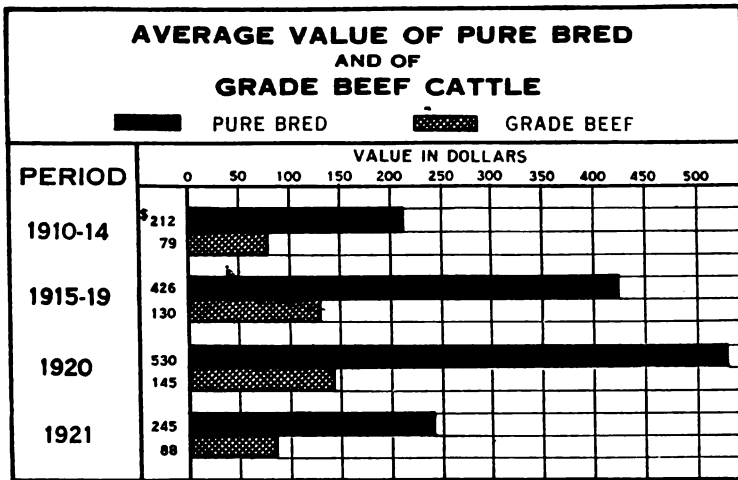 AVERAGE VALUE OF PURE BRED
AND OF
GRADE BEEF CATTLE
PURE BRED GRADE BEEF
PERIOD
VALUE IN DOLLARS
0 50 100 150 200 250 300 350 400 450 500
1910-14
$212
79
1915-19
426
130
1920
530
145
1921
245
88